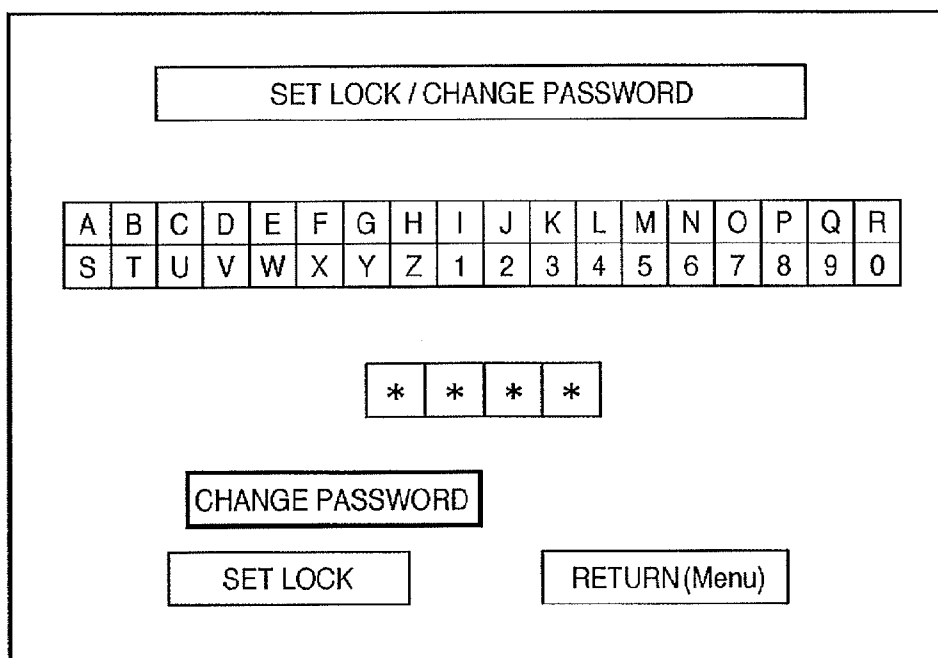 SET LOCK / CHANGE PASSWORD
A B C D E F G H I J K L M N O P Q R
S T U V W X Y Z 1 2 3 4 5 6 7 8 9 0
* * * *
CHANGE PASSWORD
SET LOCK RETURN (Menu)